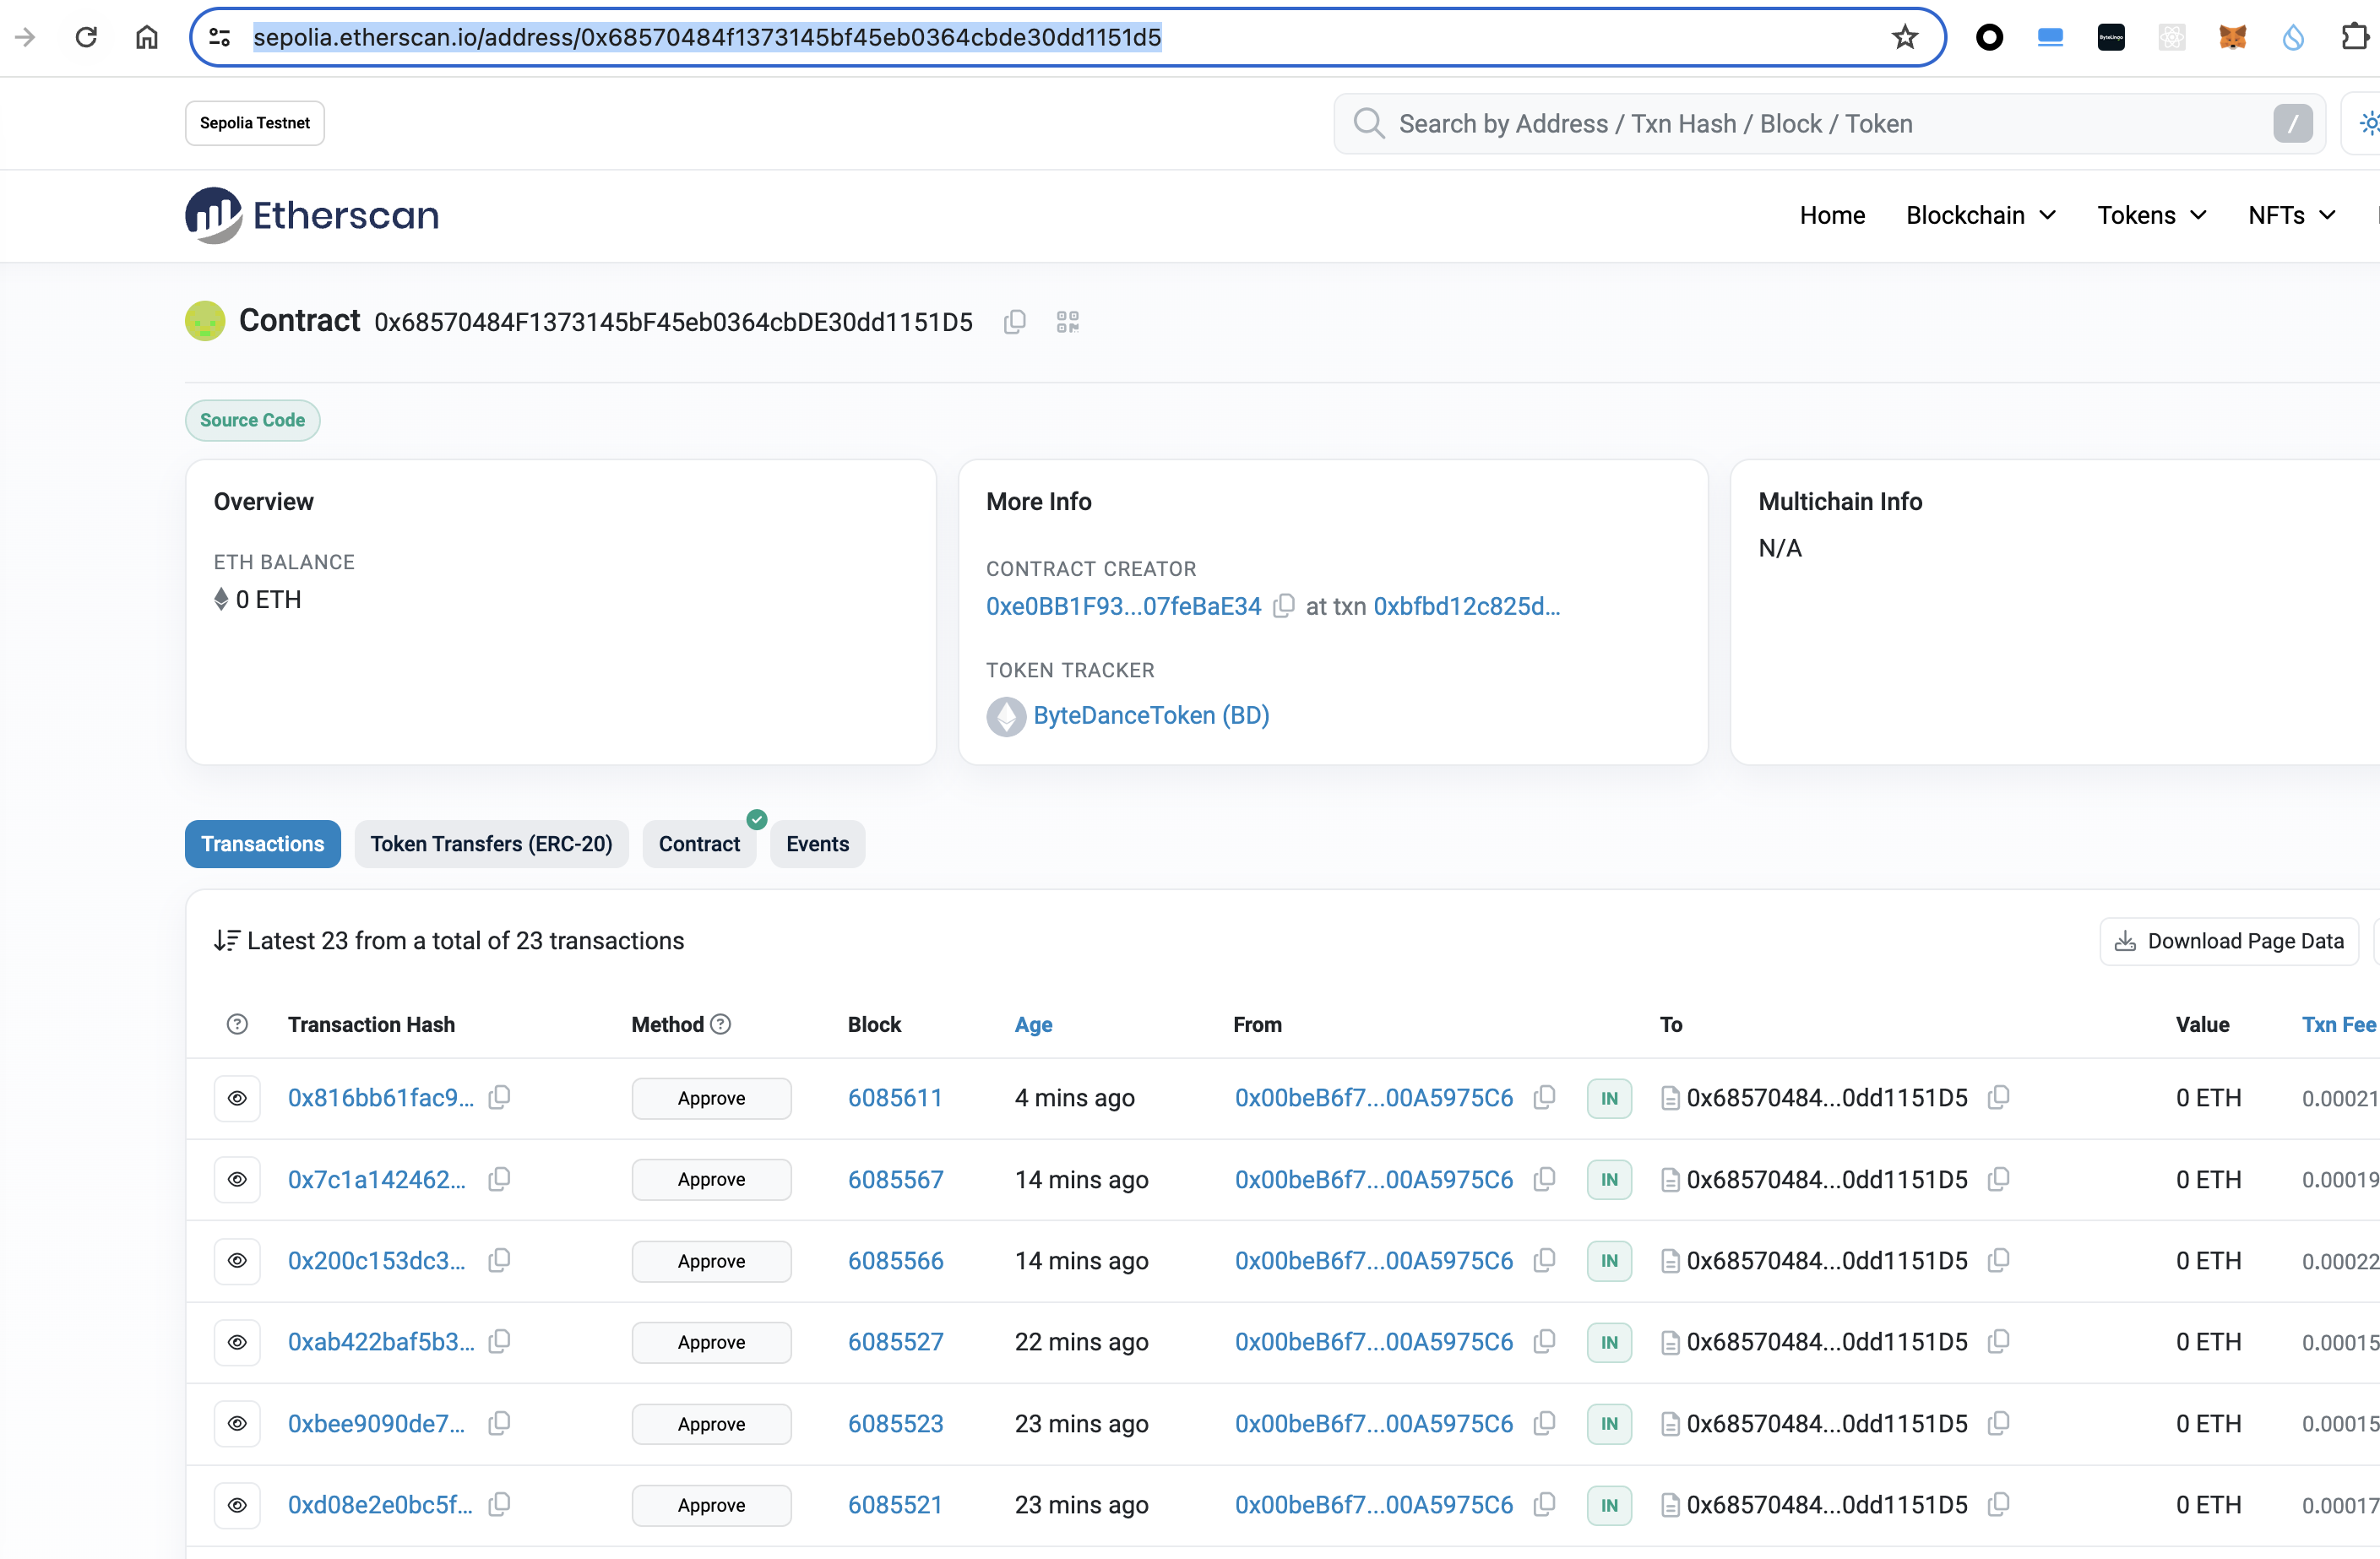 sepolia.etherscan.io/address/0x68570484f1373145bf45eb0364cbde30dd1151d5
Sepolia Testnet
Search by Address / Txn Hash / Block / Token
/
Etherscan
Home Blockchain Tokens NFTs
Contract 0x68570484F1373145bF45eb0364cbDE30dd1151D5
Source Code
Overview
ETH BALANCE
0 ETH
More Info
CONTRACT CREATOR
0xe0BB1F93...07feBaE34 at txn 0xbfbd12c825d...
TOKEN TRACKER
ByteDanceToken (BD)
Multichain Info
N/A
Transactions Token Transfers (ERC-20) Contract Events
Latest 23 from a total of 23 transactions
Download Page Data
Transaction Hash Method Block Age From To Value Txn Fee
0x816bb61fac9... Approve 6085611 4 mins ago 0x00beB6f7...00A5975C6 IN 0x68570484...0dd1151D5 0 ETH 0.00021
0x7c1a142462... Approve 6085567 14 mins ago 0x00beB6f7...00A5975C6 IN 0x68570484...0dd1151D5 0 ETH 0.00019
0x200c153dc3... Approve 6085566 14 mins ago 0x00beB6f7...00A5975C6 IN 0x68570484...0dd1151D5 0 ETH 0.00022
0xab422baf5b3... Approve 6085527 22 mins ago 0x00beB6f7...00A5975C6 IN 0x68570484...0dd1151D5 0 ETH 0.00015
0xbee9090de7... Approve 6085523 23 mins ago 0x00beB6f7...00A5975C6 IN 0x68570484...0dd1151D5 0 ETH 0.00015
0xd08e2e0bc5f... Approve 6085521 23 mins ago 0x00beB6f7...00A5975C6 IN 0x68570484...0dd1151D5 0 ETH 0.00017